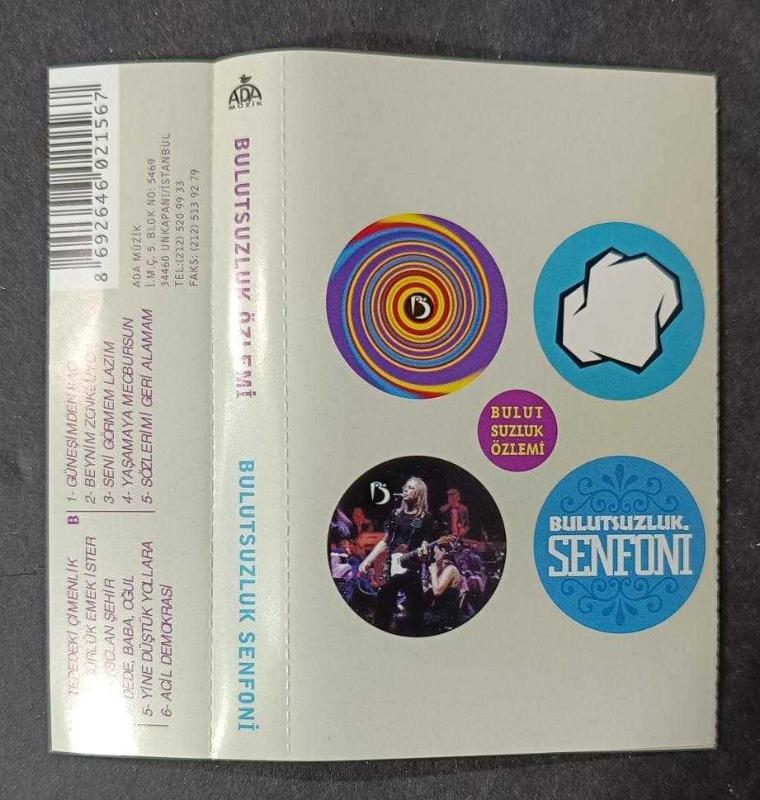 BULUT
SUZLUK
ÖZLEMİ
BULUTSUZLUK
SENFONI
ADA
MÜZİK
BULUTSUZLUK ÖZLEMİ
BULUTSUZLUK SENFONİ
8 692646 021567
ADA MÜZİK
İ.M.Ç. 5. BLOK NO: 5469
34460 UNKAPANI/İSTANBUL
TEL:(212) 520 99 33
FAKS: (212) 513 92 79
TEPEDEKİ ÇİMENLİK
EMEK İSTER
ŞEHİR
DEDE, BABA, OĞUL
5- YİNE DÜŞTÜK YOLLARA
6- ACİL DEMOKRASİ
B
1- GÜNEŞİMDEN KAÇ
2- BEYNİM
3- SENİ GÖRMEM LAZIM
4- YAŞAMAYA MECBURSUN
5- SÖZLERİMİ GERİ ALAMAM